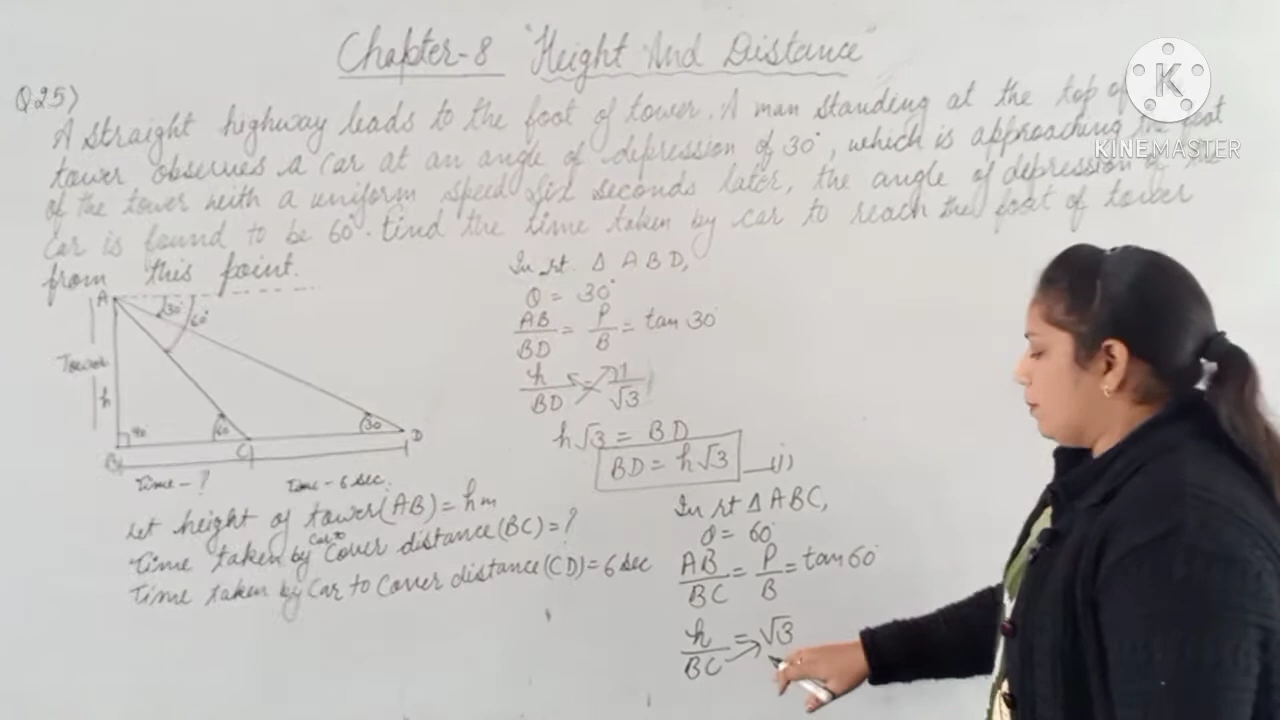 Chapter-8 "Height And Distance"
Q25)
A straight highway leads to the foot of tower. A man standing at the top of
tower observes a car at an angle of depression of 30°, which is approaching the foot
of the tower with a uniform speed Six seconds later, the angle of depression of the
car is found to be 60°. Find the time taken by car to reach the foot of tower
from this point.
A 30° 60°
Tower
h
90° 60 30
B C D
Time - ? Time - 6 sec.
Let height of tower(AB) = hm
Time taken by Car to Cover distance (BC) = ?
Time taken by Car to Cover distance (CD) = 6 sec
In rt. Δ ABD,
θ = 30°
AB/BD = P/B = tan 30°
h/BD = 1/√3
h√3 = BD
BD = h√3 —(i)
In rt Δ ABC,
θ = 60°
AB/BC = P/B = tan 60°
h/BC = √3
K
KINEMASTER